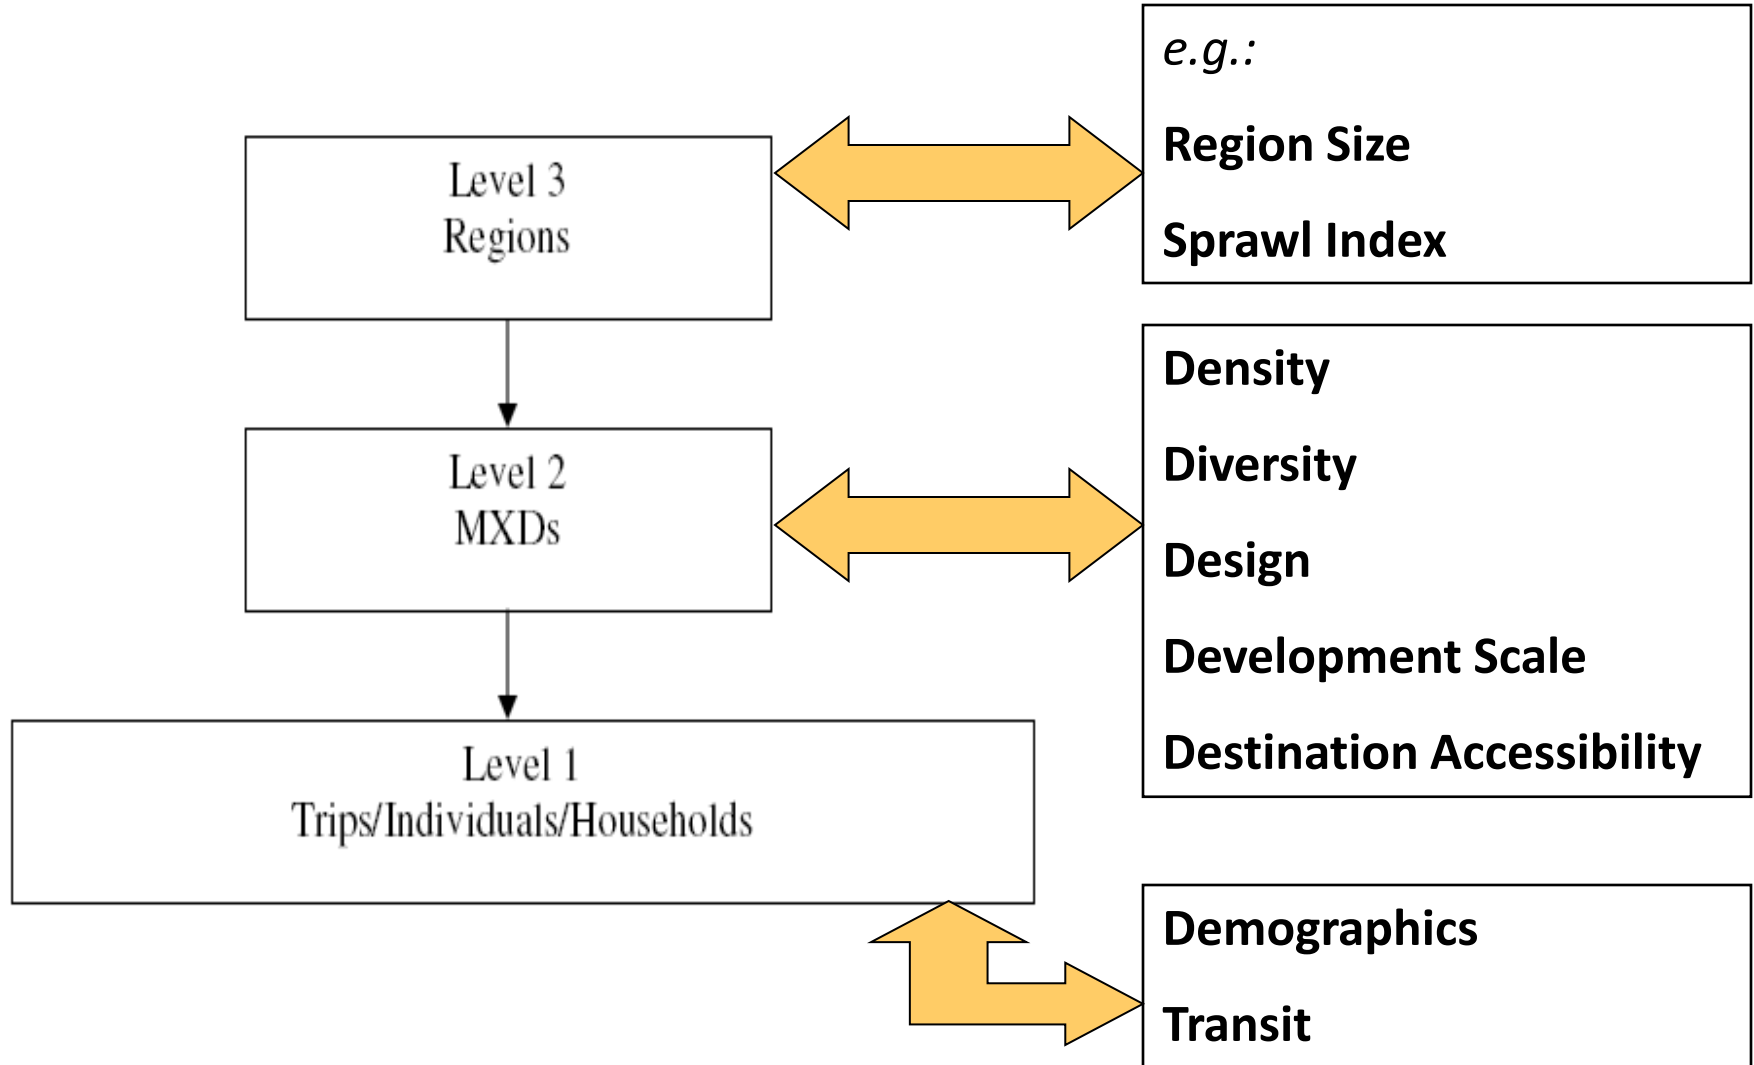 Level 3
Regions
e.g.:
Region Size
Sprawl Index
Level 2
MXDs
Density
Diversity
Design
Development Scale
Destination Accessibility
Level 1
Trips/Individuals/Households
Demographics
Transit